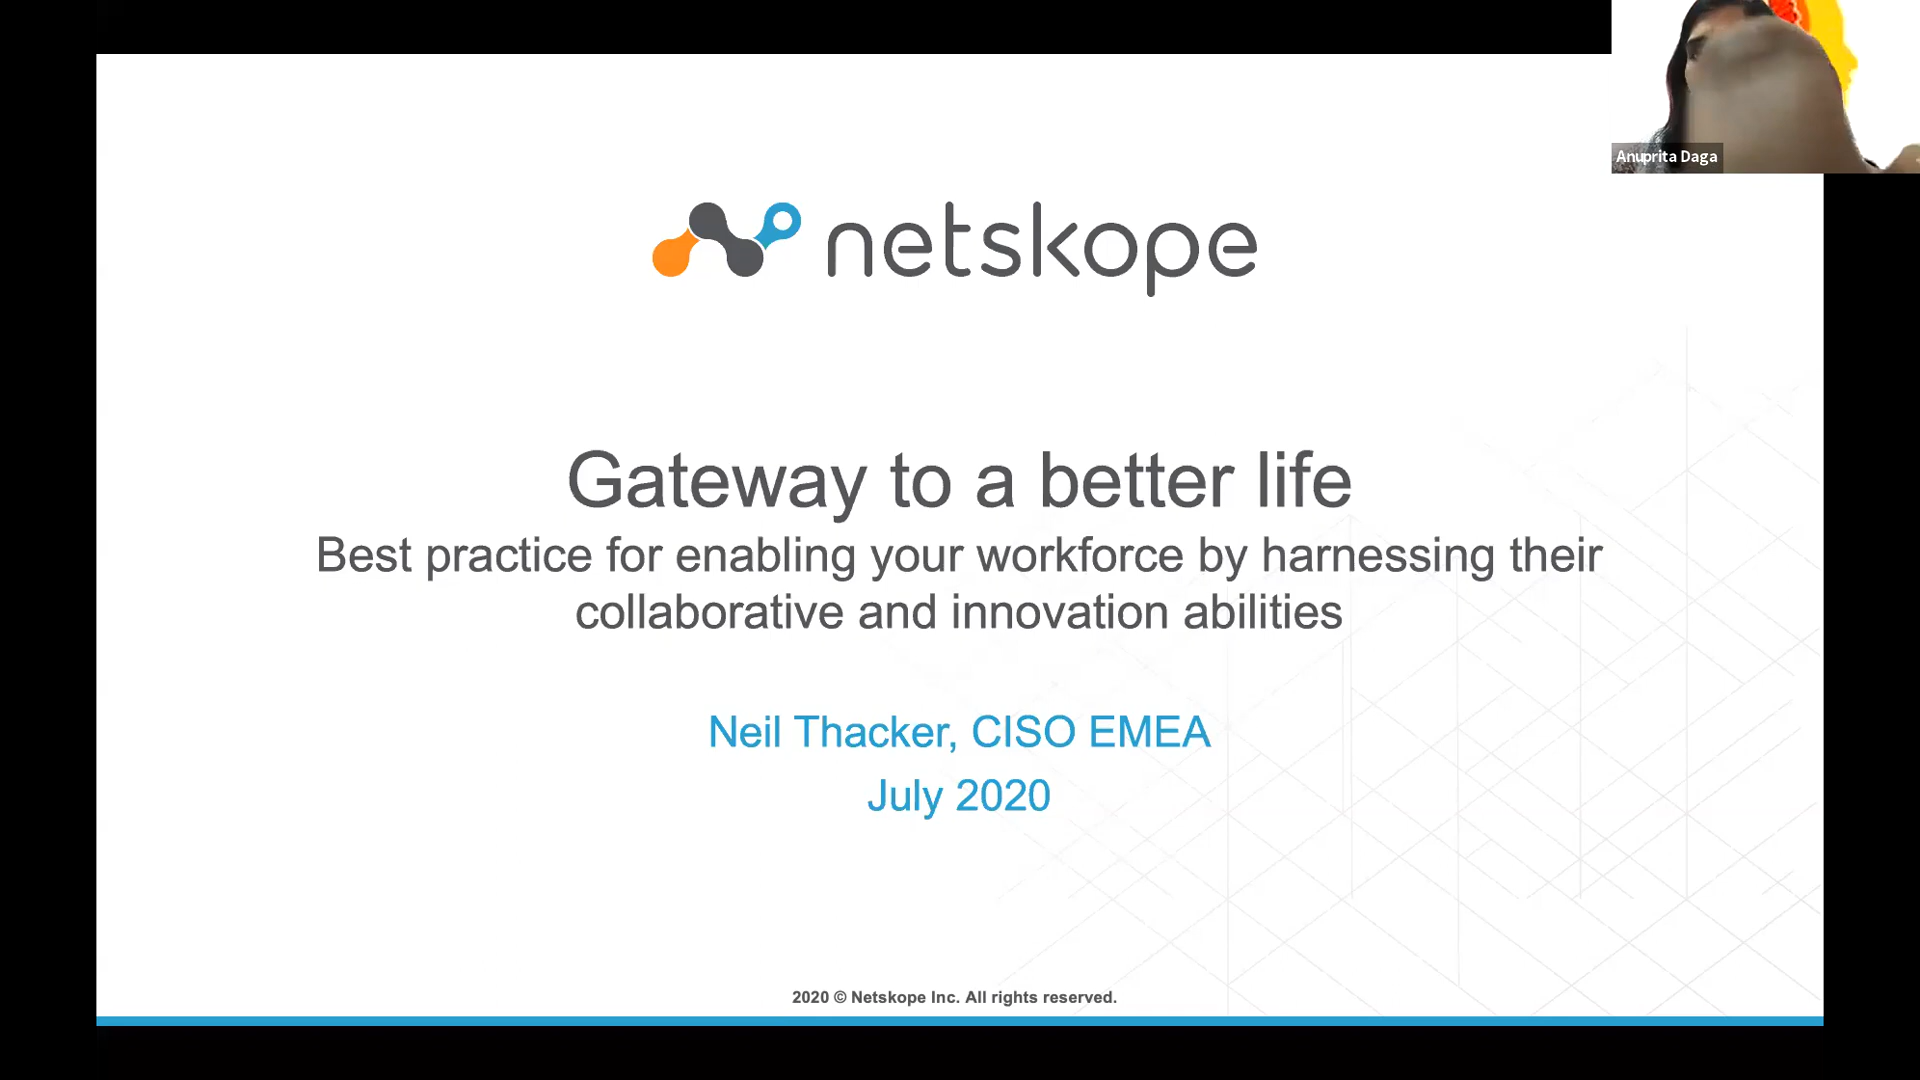 Anuprita Daga
netskope
Gateway to a better life
Best practice for enabling your workforce by harnessing their
collaborative and innovation abilities
Neil Thacker, CISO EMEA
July 2020
2020 © Netskope Inc. All rights reserved.